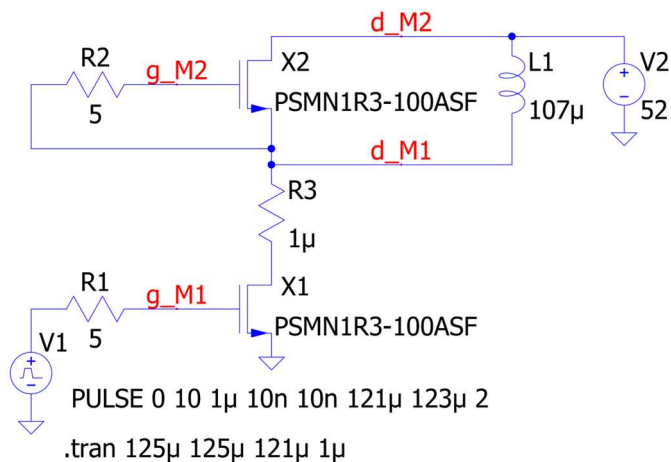 d_M2
R2
g_M2
X2
L1
V2
5
PSMN1R3-100ASF
107µ
52
d_M1
R3
1µ
R1
g_M1
X1
V1
5
PSMN1R3-100ASF
PULSE 0 10 1µ 10n 10n 121µ 123µ 2
.tran 125µ 125µ 121µ 1µ